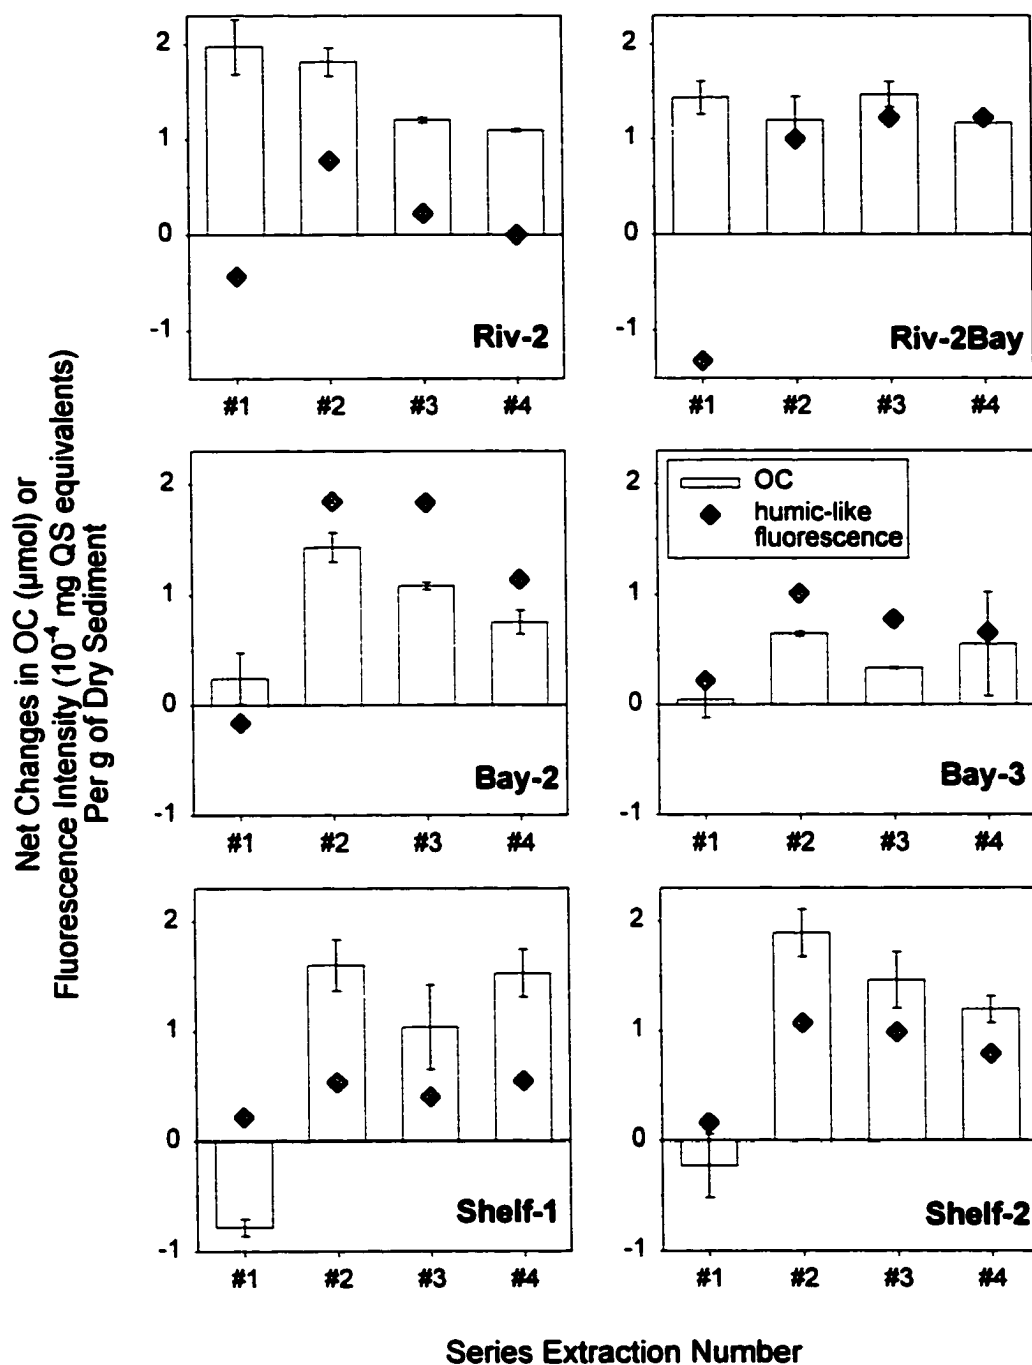 Net Changes in OC (µmol) or
Fluorescence Intensity (10⁻⁴ mg QS equivalents)
Per g of Dry Sediment
2
1
0
-1
#1 #2 #3 #4
Riv-2
2
1
0
-1
#1 #2 #3 #4
Riv-2Bay
2
1
0
-1
#1 #2 #3 #4
Bay-2
2
1
0
-1
OC
humic-like
fluorescence
#1 #2 #3 #4
Bay-3
2
1
0
-1
#1 #2 #3 #4
Shelf-1
2
1
0
-1
#1 #2 #3 #4
Shelf-2
Series Extraction Number